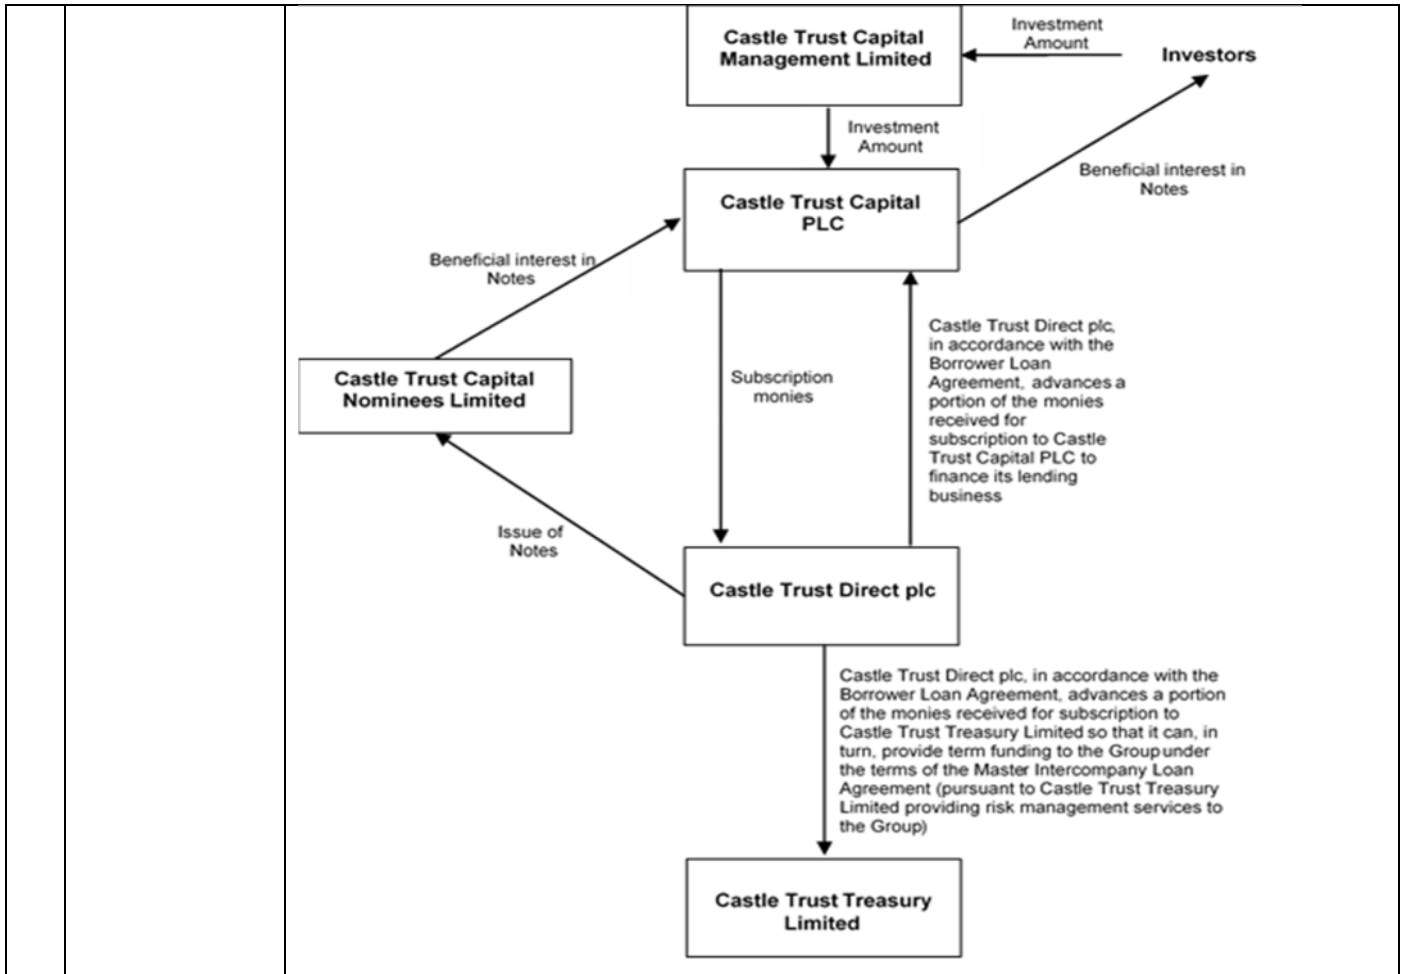 Castle Trust Capital
Management Limited
Investment
Amount
Investors
Investment
Amount
Beneficial interest in
Notes
Castle Trust Capital
PLC
Beneficial interest in
Notes
Castle Trust Direct plc,
in accordance with the
Borrower Loan
Agreement, advances a
portion of the monies
received for
subscription to Castle
Trust Capital PLC to
finance its lending
business
Subscription
monies
Castle Trust Capital
Nominees Limited
Issue of
Notes
Castle Trust Direct plc
Castle Trust Direct plc, in accordance with the
Borrower Loan Agreement, advances a portion
of the monies received for subscription to
Castle Trust Treasury Limited so that it can, in
turn, provide term funding to the Group under
the terms of the Master Intercompany Loan
Agreement (pursuant to Castle Trust Treasury
Limited providing risk management services to
the Group)
Castle Trust Treasury
Limited